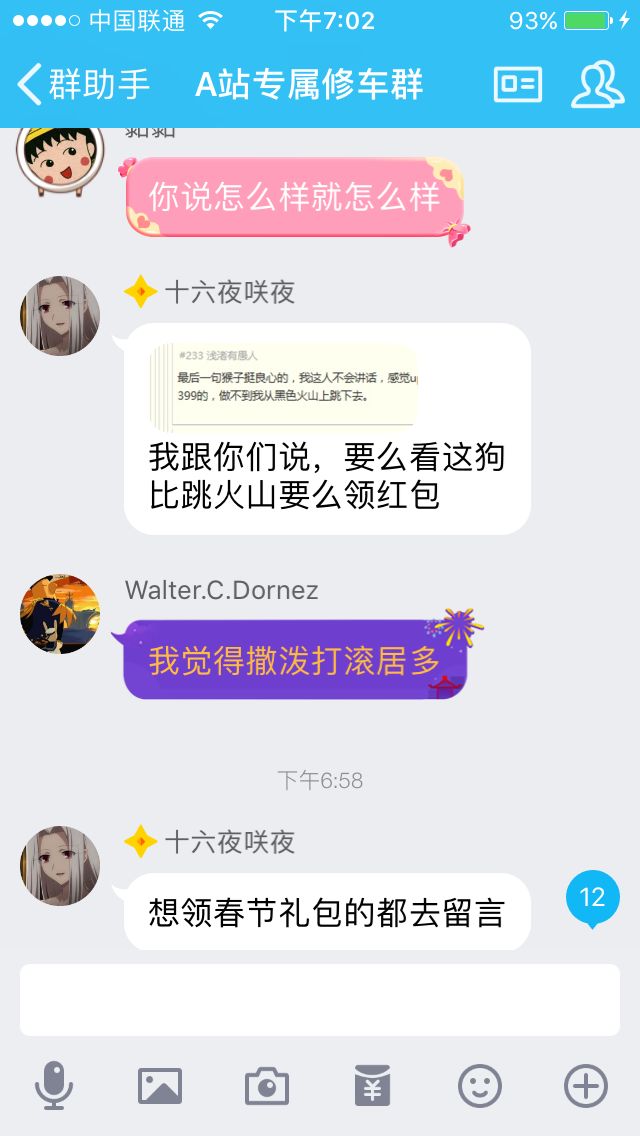 中国联通
下午7:02
93%
群助手
A站专属修车群
你说怎么样就怎么样
十六夜咲夜
#233 浅渚有愚人
最后一句猴子挺良心的，我这人不会讲话，感觉up
399的，做不到我从黑色火山上跳下去。
我跟你们说，要么看这狗
比跳火山要么领红包
Walter.C.Dornez
我觉得撒泼打滚居多
下午6:58
十六夜咲夜
想领春节礼包的都去留言
12